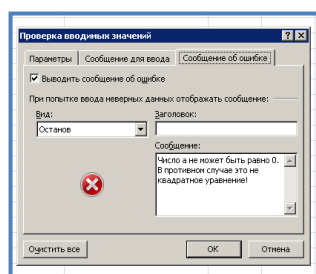 Проверка вводимых значений
Параметры Сообщение для ввода Сообщение об ошибке
Выводить сообщение об ошибке
При попытке ввода неверных данных отображать сообщение:
Вид: Заголовок:
Останов
Сообщение:
Число а не может быть равно 0.
В противном случае это не
квадратное уравнение!
Очистить все ОК Отмена